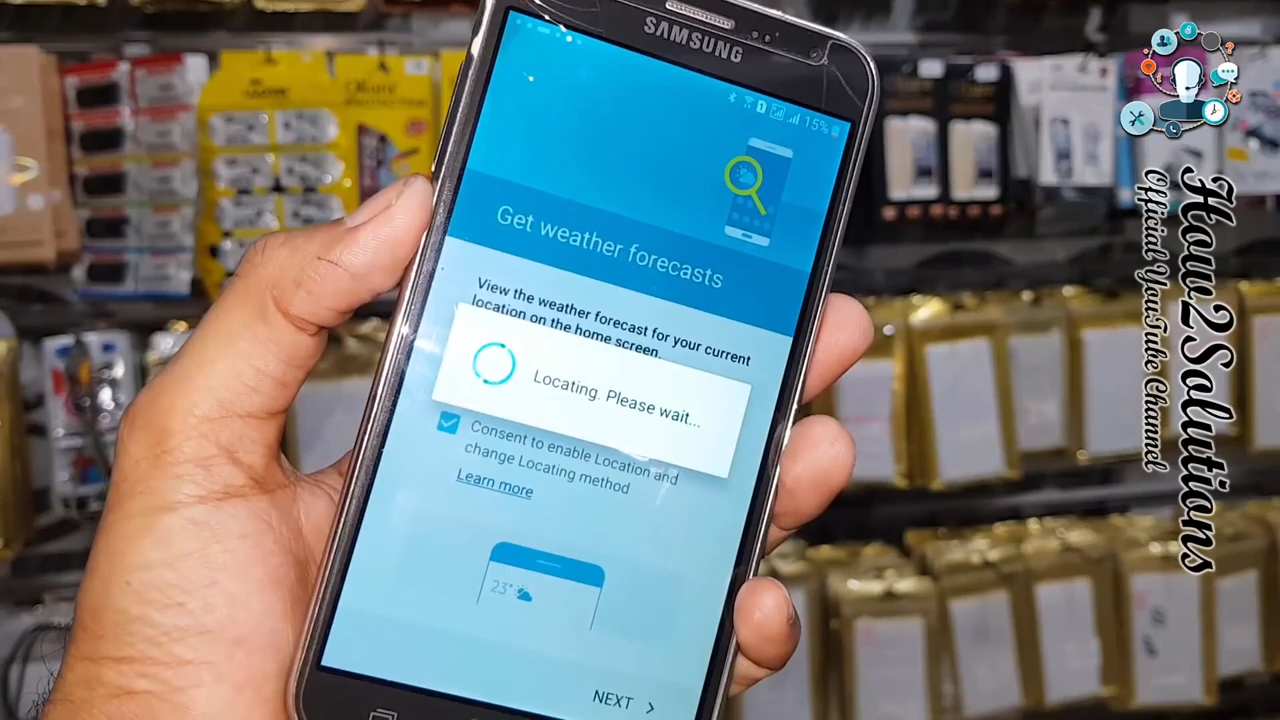 SAMSUNG
15%
Get weather forecasts
View the weather forecast for your current
location on the home screen.
Locating. Please wait...
Consent to enable Location and
change Locating method
Learn more
23°
NEXT >
How2Solutions
Official YouTube Channel